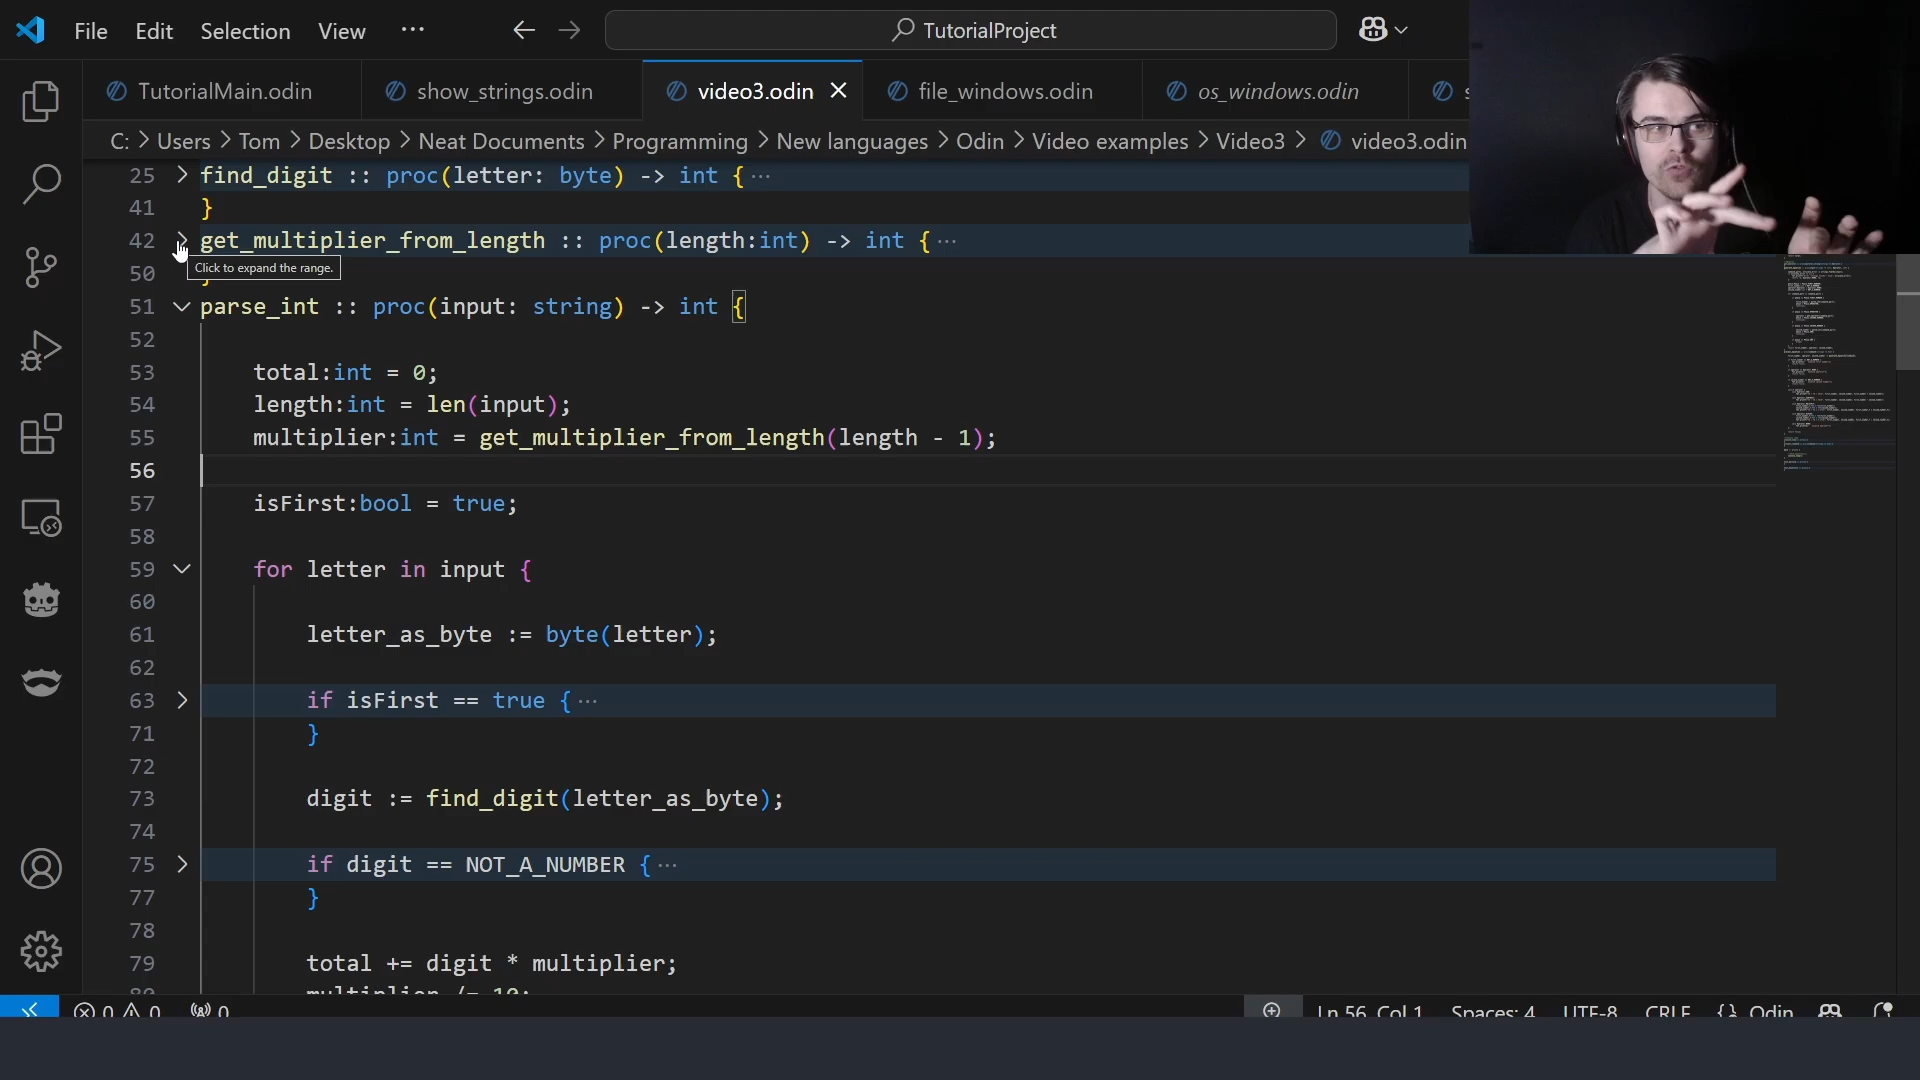 File Edit Selection View ··· TutorialProject
TutorialMain.odin show_strings.odin video3.odin file_windows.odin os_windows.odin
C: > Users > Tom > Desktop > Neat Documents > Programming > New languages > Odin > Video examples > Video3 > video3.odin
25 find_digit :: proc(letter: byte) -> int {···
41 }
42 get_multiplier_from_length :: proc(length:int) -> int {···
Click to expand the range.
50 }
51 parse_int :: proc(input: string) -> int {
52
53 total:int = 0;
54 length:int = len(input);
55 multiplier:int = get_multiplier_from_length(length - 1);
56
57 isFirst:bool = true;
58
59 for letter in input {
60
61 letter_as_byte := byte(letter);
62
63 if isFirst == true {···
71 }
72
73 digit := find_digit(letter_as_byte);
74
75 if digit == NOT_A_NUMBER {···
77 }
78
79 total += digit * multiplier;
80 multiplier /= 10;
0 0 0 Ln 56, Col 1 Spaces: 4 UTF-8 CRLF {} Odin